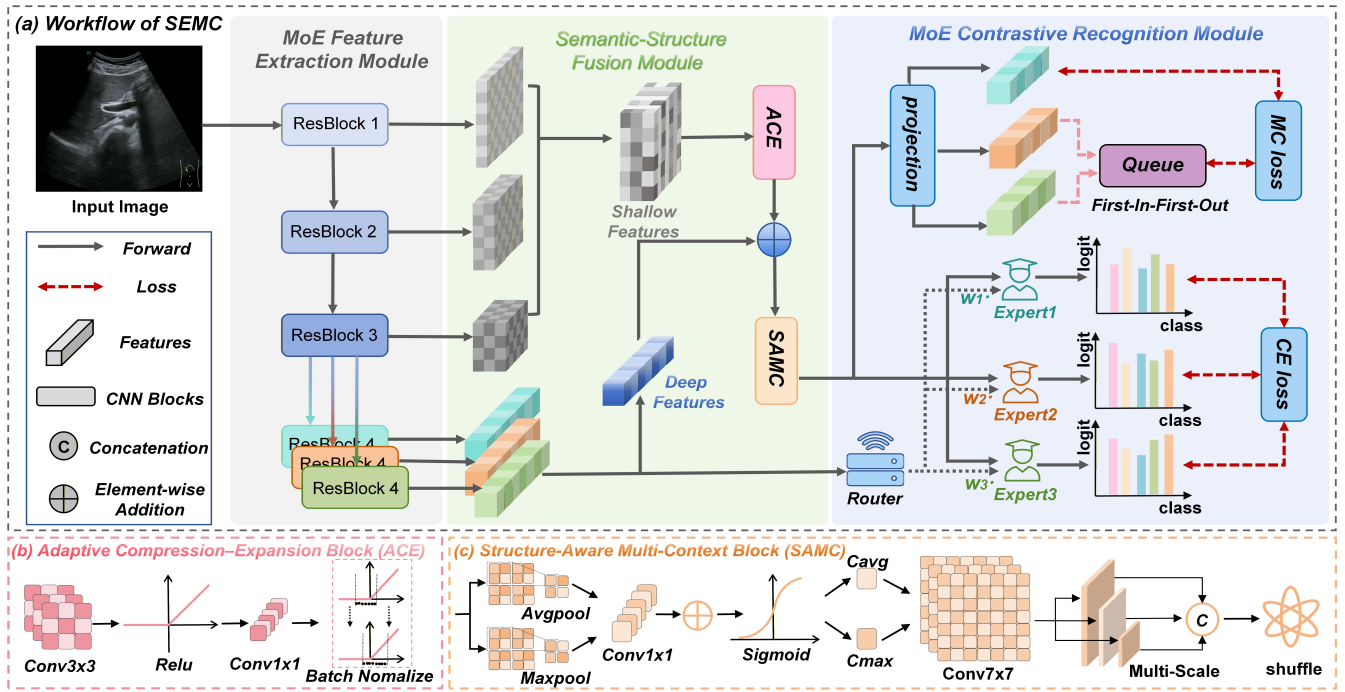 (a) Workflow of SEMC
MoE Feature
Extraction Module
Semantic-Structure
Fusion Module
MoE Contrastive Recognition Module
Input Image
Forward
Loss
Features
CNN Blocks
C
Concatenation
Element-wise
Addition
ResBlock 1
ResBlock 2
ResBlock 3
ResBlock 4
ResBlock 4
ResBlock 4
Shallow
Features
Deep
Features
ACE
SAMC
projection
Queue
First-In-First-Out
MC loss
Router
W1·
Expert1
W2·
Expert2
W3·
Expert3
logit
class
logit
class
logit
class
CE loss
(b) Adaptive Compression–Expansion Block (ACE)
Conv3x3
Relu
Conv1x1
Batch Nomalize
(c) Structure-Aware Multi-Context Block (SAMC)
Avgpool
Maxpool
Conv1x1
Sigmoid
Cavg
Cmax
Conv7x7
Multi-Scale
C
shuffle